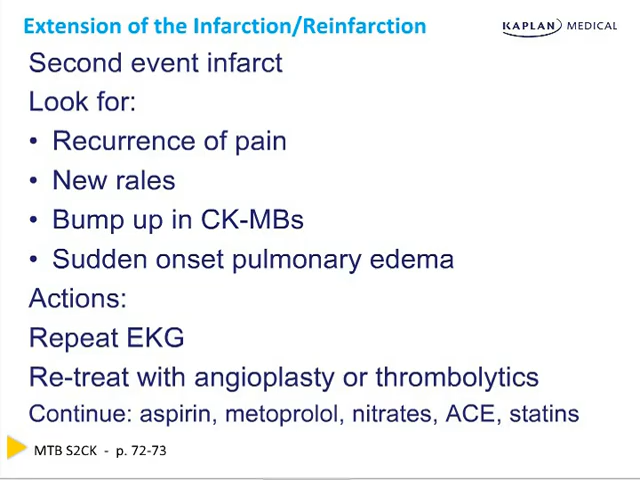 Extension of the Infarction/Reinfarction
KAPLAN MEDICAL
Second event infarct
Look for:
• Recurrence of pain
• New rales
• Bump up in CK-MBs
• Sudden onset pulmonary edema
Actions:
Repeat EKG
Re-treat with angioplasty or thrombolytics
Continue: aspirin, metoprolol, nitrates, ACE, statins
MTB S2CK - p. 72-73